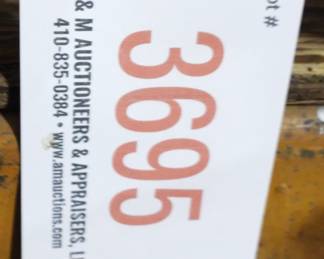 ot #
3695
& M AUCTIONEERS & APPRAISERS, L
410-835-0384 • www.amauctions.com